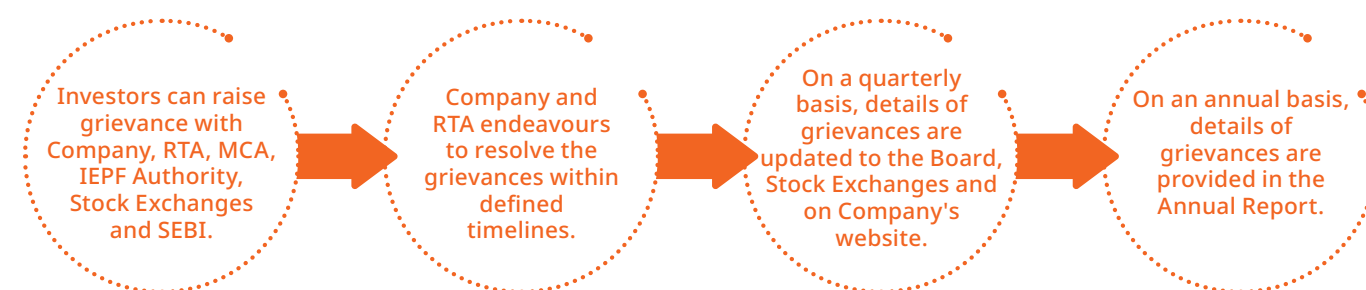 Investors can raise
grievance with
Company, RTA, MCA,
IEPF Authority,
Stock Exchanges
and SEBI.
Company and
RTA endeavours
to resolve the
grievances within
defined
timelines.
On a quarterly
basis, details of
grievances are
updated to the Board,
Stock Exchanges and
on Company's
website.
On an annual basis,
details of
grievances are
provided in the
Annual Report.